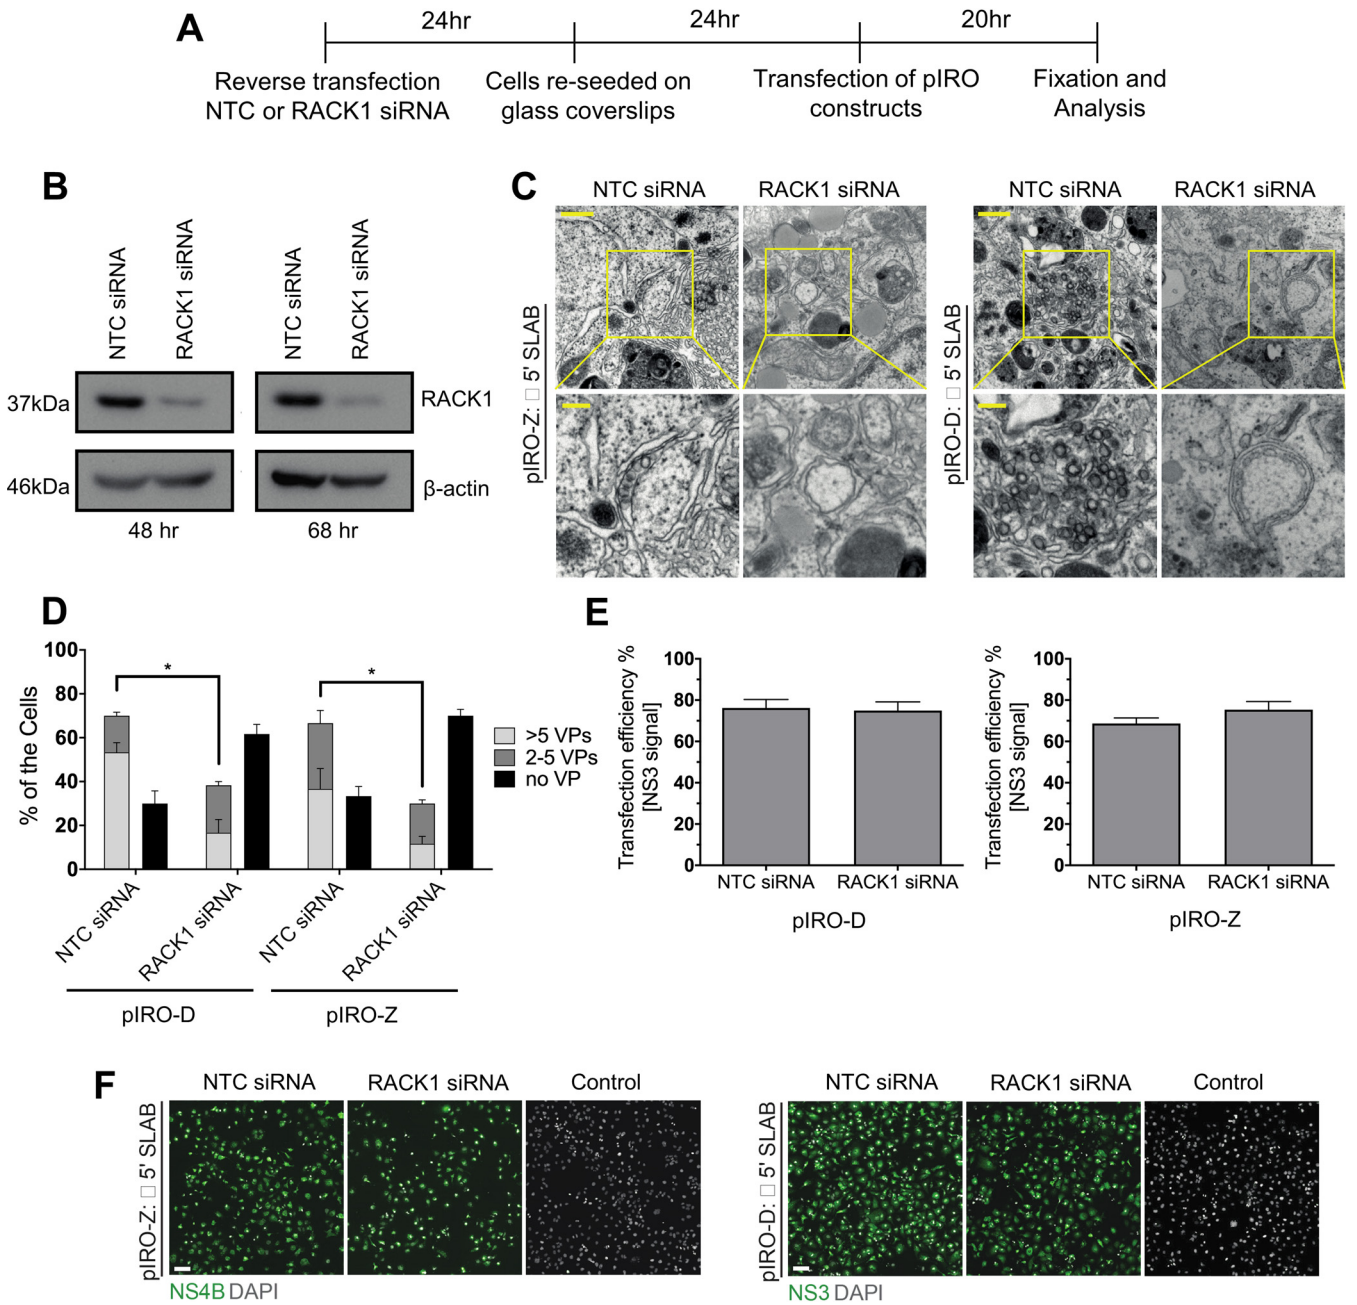 A
24hr
24hr
20hr
Reverse transfection
NTC or RACK1 siRNA
Cells re-seeded on
glass coverslips
Transfection of pIRO
constructs
Fixation and
Analysis
B
NTC siRNA
RACK1 siRNA
NTC siRNA
RACK1 siRNA
37kDa
RACK1
46kDa
β-actin
48 hr
68 hr
C
NTC siRNA
RACK1 siRNA
NTC siRNA
RACK1 siRNA
pIRO-Z: □ 5' SLAB
pIRO-D: □ 5' SLAB
D
% of the Cells
100
80
60
40
20
0
*
*
>5 VPs
2-5 VPs
no VP
NTC siRNA
RACK1 siRNA
NTC siRNA
RACK1 siRNA
pIRO-D
pIRO-Z
E
Transfection efficiency %
[NS3 signal]
100
80
60
40
20
0
NTC siRNA
RACK1 siRNA
pIRO-D
Transfection efficiency %
[NS3 signal]
100
80
60
40
20
0
NTC siRNA
RACK1 siRNA
pIRO-Z
F
NTC siRNA
RACK1 siRNA
Control
pIRO-Z: □ 5' SLAB
NS4B DAPI
NTC siRNA
RACK1 siRNA
Control
pIRO-D: □ 5' SLAB
NS3 DAPI